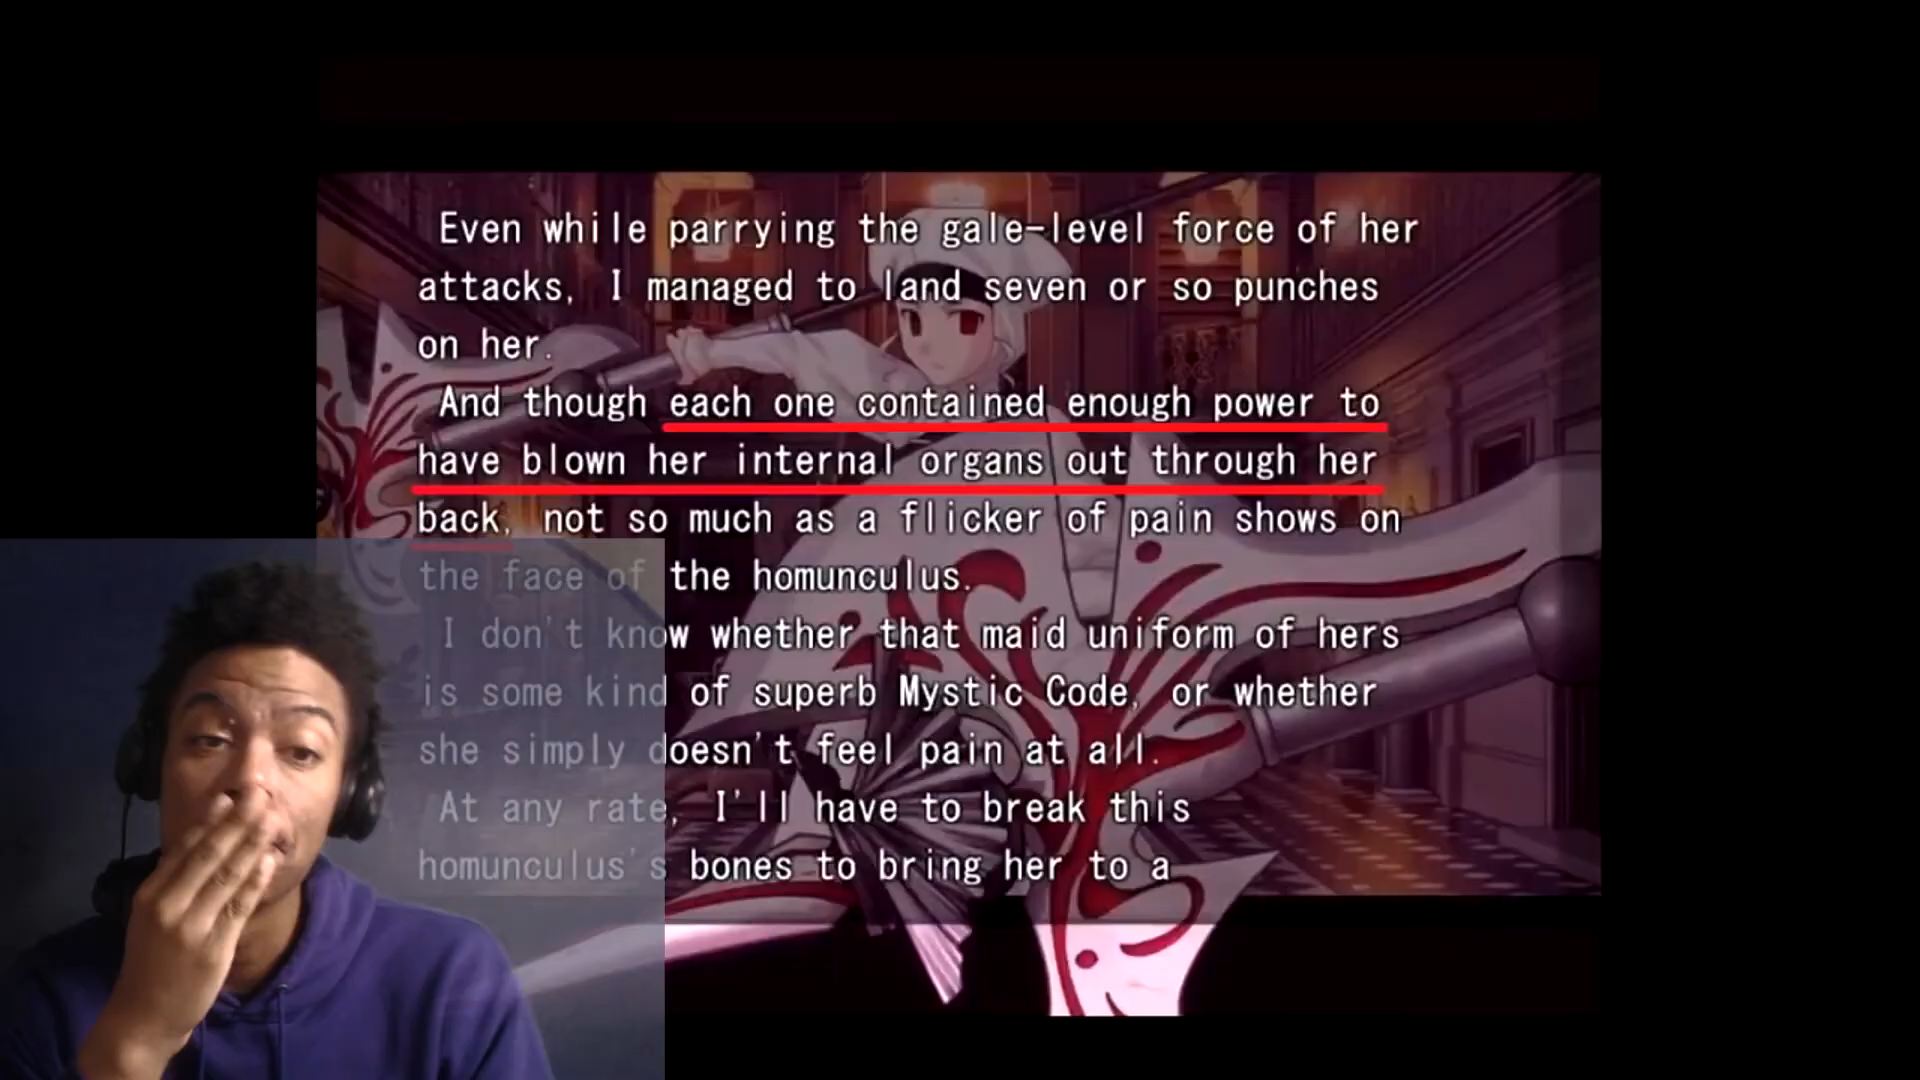 Even while parrying the gale-level force of her
attacks, I managed to land seven or so punches
on her.
And though each one contained enough power to
have blown her internal organs out through her
back, not so much as a flicker of pain shows on
the face of the homunculus.
I don't know whether that maid uniform of hers
is some kind of superb Mystic Code, or whether
she simply doesn't feel pain at all.
At any rate, I'll have to break this
homunculus's bones to bring her to a